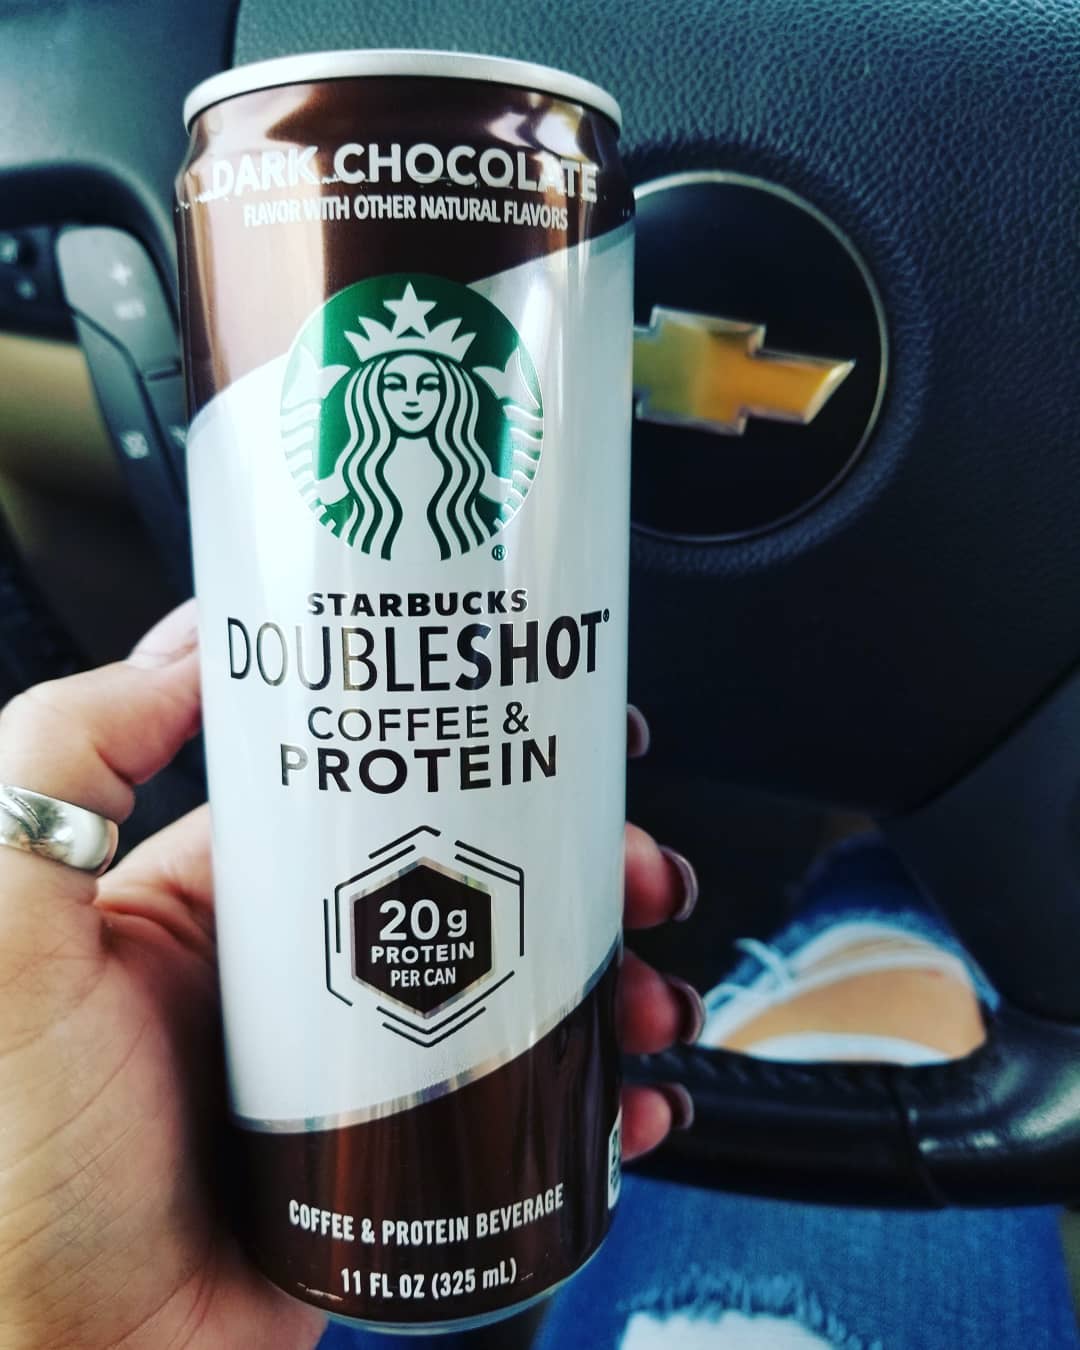 DARK CHOCOLATE
FLAVOR WITH OTHER NATURAL FLAVORS
®
STARBUCKS
DOUBLESHOT®
COFFEE &
PROTEIN
20g
PROTEIN
PER CAN
COFFEE & PROTEIN BEVERAGE
11 FL OZ (325 mL)